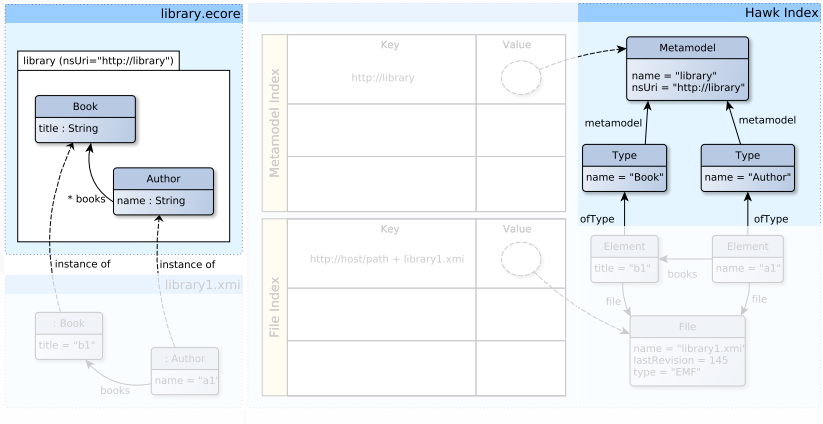 library.ecore
library (nsUri="http://library")
Book
title : String
Author
name : String
* books
instance of
instance of
library1.xmi
: Book
title = "b1"
: Author
name = "a1"
books
Metamodel Index
Key
Value
http://library
File Index
Key
Value
http://host/path + library1.xmi
Hawk Index
Metamodel
name = "library"
nsUri = "http://library"
metamodel
metamodel
Type
name = "Book"
Type
name = "Author"
ofType
ofType
Element
title = "b1"
Element
name = "a1"
books
file
file
File
name = "library1.xmi"
lastRevision = 145
type = "EMF"